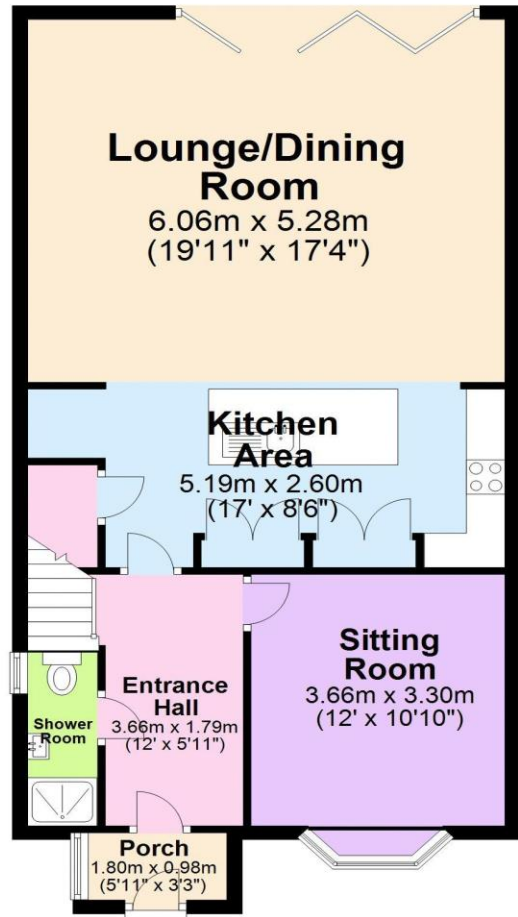 Lounge/Dining
Room
6.06m x 5.28m
(19'11" x 17'4")
Kitchen
Area
5.19m x 2.60m
(17' x 8'6")
Sitting
Room
3.66m x 3.30m
(12' x 10'10")
Entrance
Hall
3.66m x 1.79m
(12' x 5'11")
Shower
Room
Porch
1.80m x 0.98m
(5'11" x 3'3")